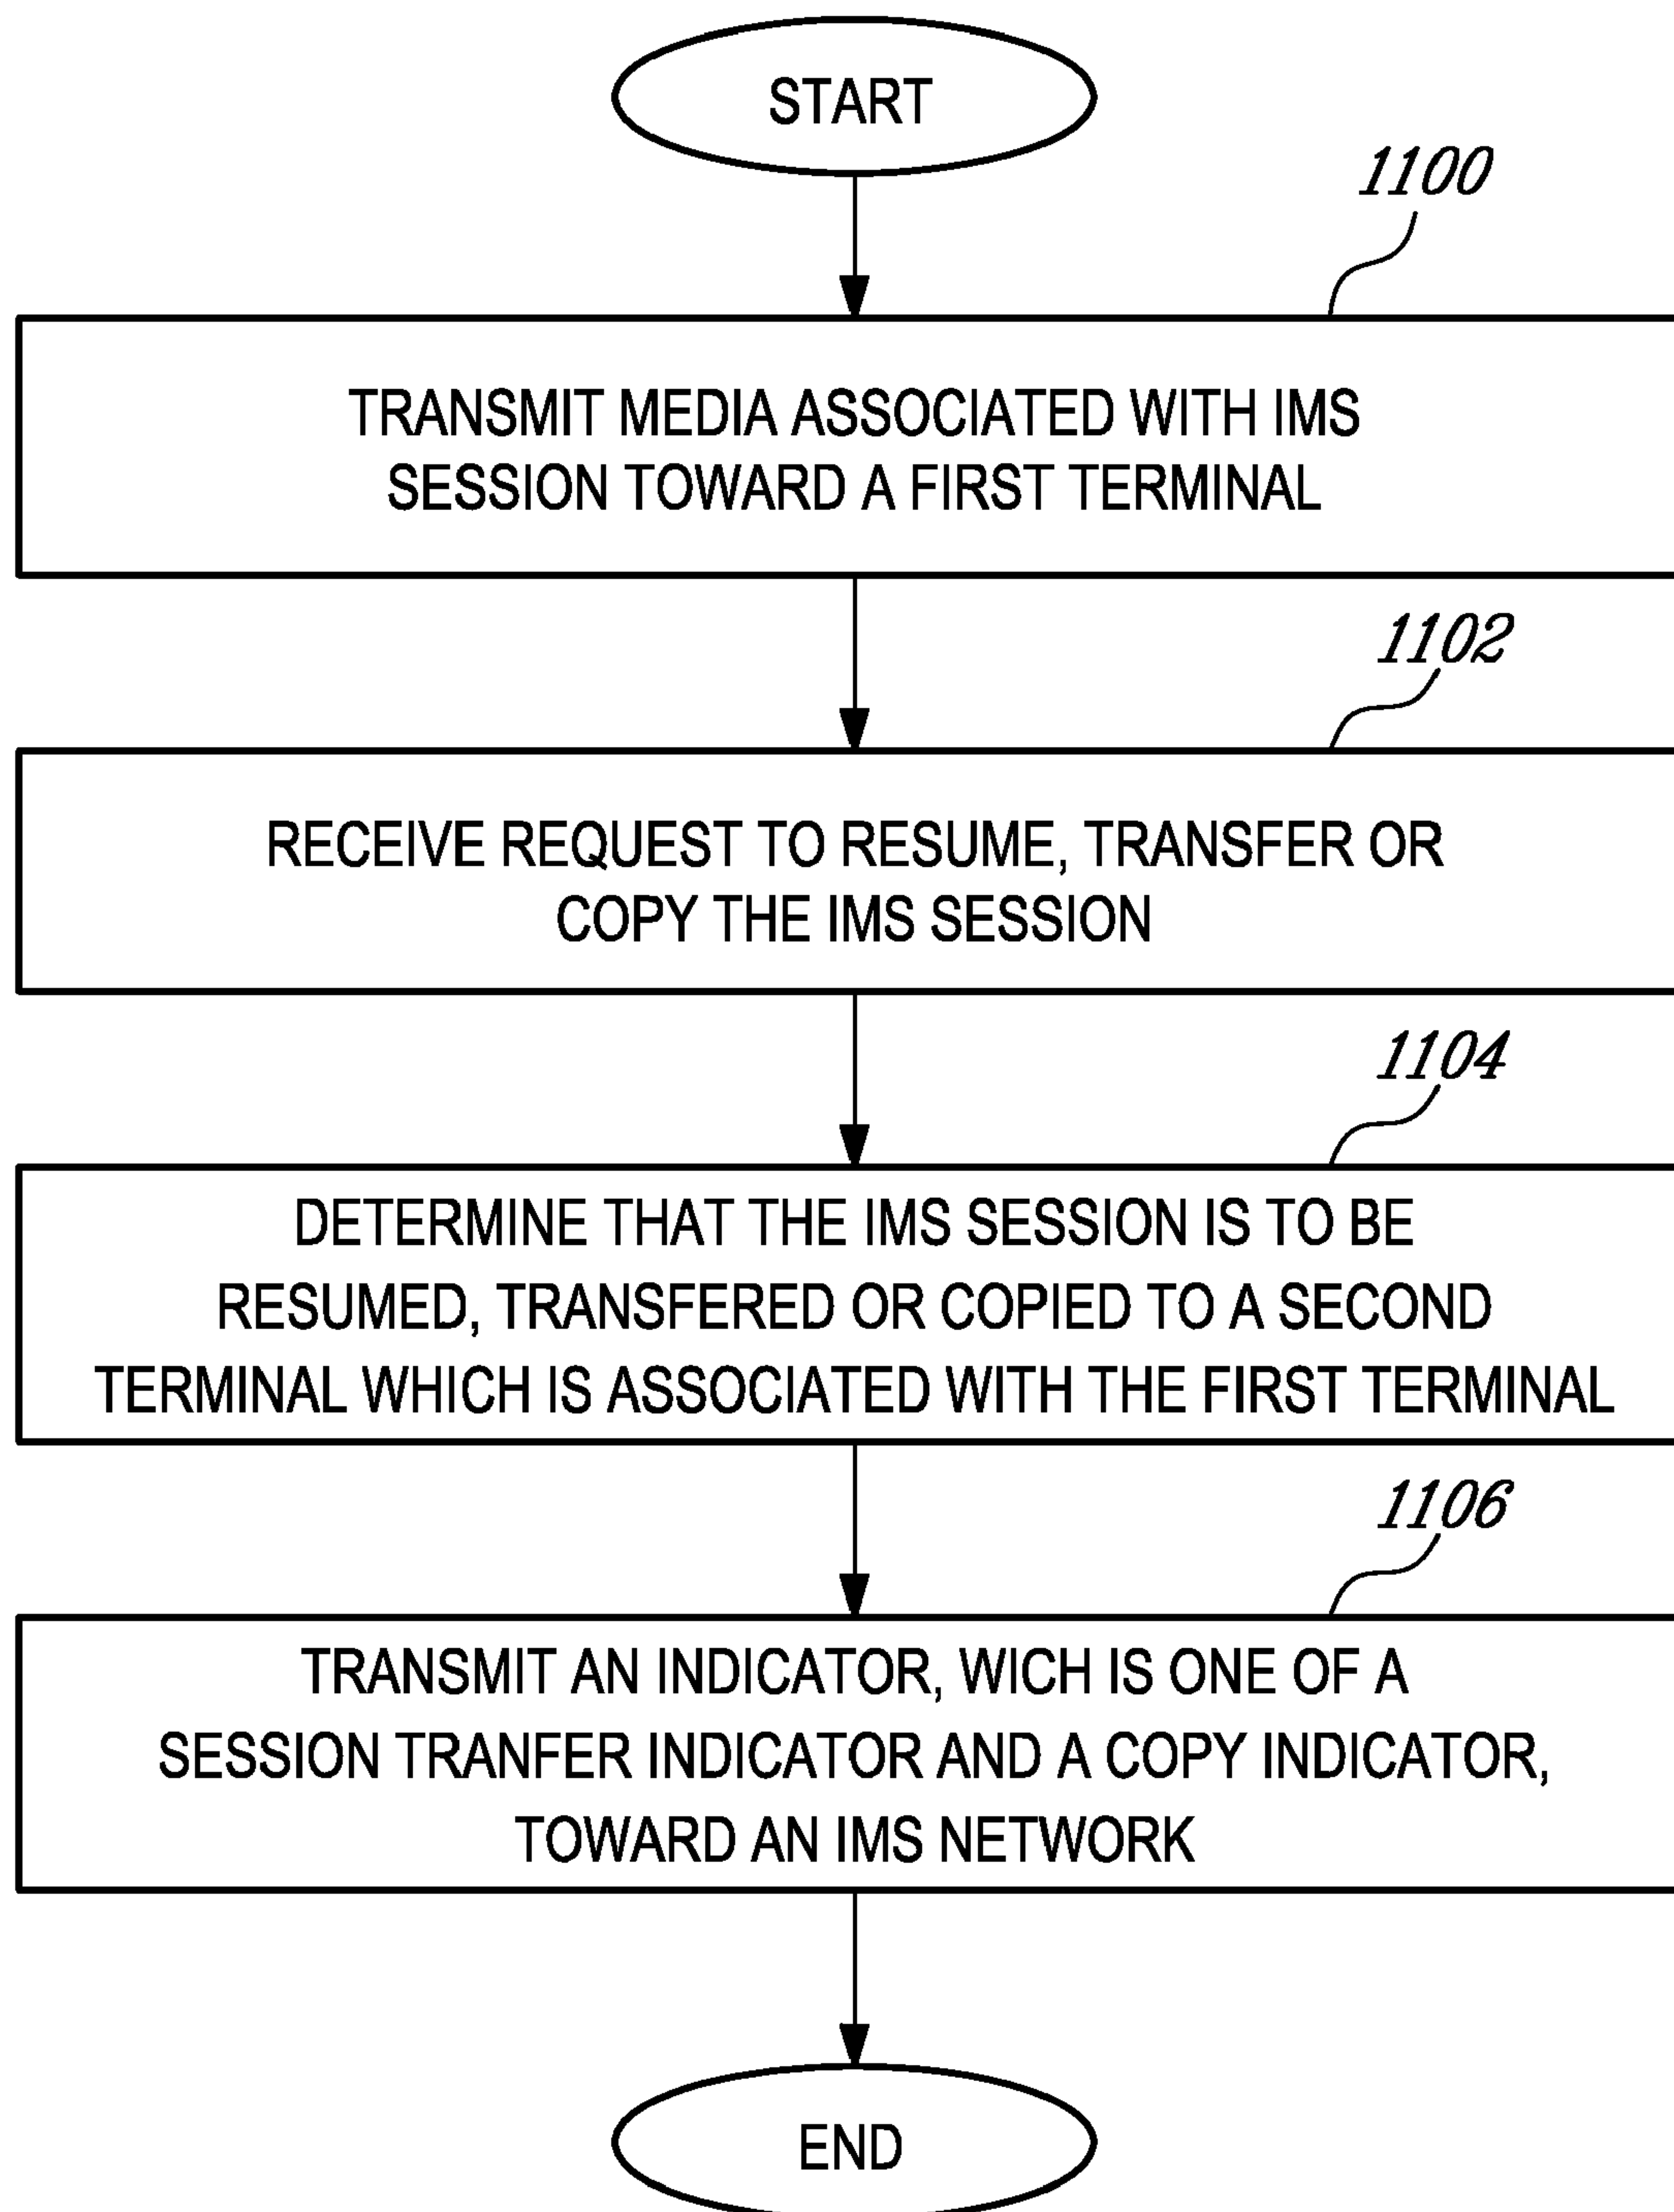 START
1100
TRANSMIT MEDIA ASSOCIATED WITH IMS
SESSION TOWARD A FIRST TERMINAL
1102
RECEIVE REQUEST TO RESUME, TRANSFER OR
COPY THE IMS SESSION
1104
DETERMINE THAT THE IMS SESSION IS TO BE
RESUMED, TRANSFERED OR COPIED TO A SECOND
TERMINAL WHICH IS ASSOCIATED WITH THE FIRST TERMINAL
1106
TRANSMIT AN INDICATOR, WICH IS ONE OF A
SESSION TRANFER INDICATOR AND A COPY INDICATOR,
TOWARD AN IMS NETWORK
END